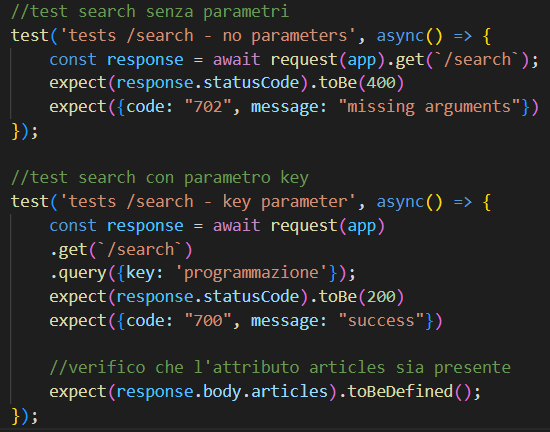 //test search senza parametri
test('tests /search - no parameters', async() => {
    const response = await request(app).get(`/search`);
    expect(response.statusCode).toBe(400)
    expect({code: "702", message: "missing arguments"})
});

//test search con parametro key
test('tests /search - key parameter', async() => {
    const response = await request(app)
    .get(`/search`)
    .query({key: 'programmazione'});
    expect(response.statusCode).toBe(200)
    expect({code: "700", message: "success"})

    //verifico che l'attributo articles sia presente
    expect(response.body.articles).toBeDefined();
});